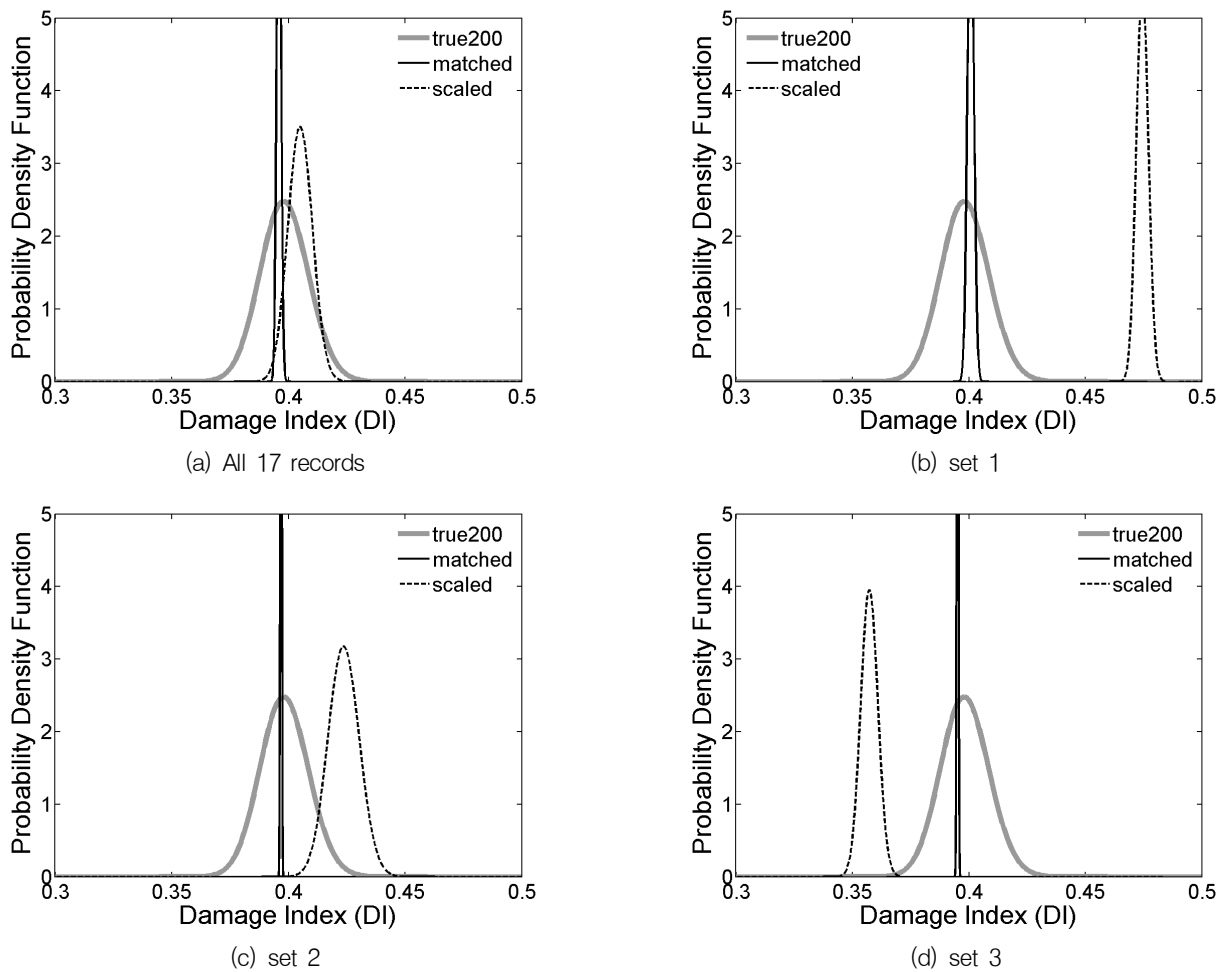 Probability Density Function
5
4
3
2
1
0
true200
matched
scaled
0.3
0.35
0.4
0.45
0.5
Damage Index (DI)
(a) All 17 records
Probability Density Function
5
4
3
2
1
0
true200
matched
scaled
0.3
0.35
0.4
0.45
0.5
Damage Index (DI)
(b) set 1
Probability Density Function
5
4
3
2
1
0
true200
matched
scaled
0.3
0.35
0.4
0.45
0.5
Damage Index (DI)
(c) set 2
Probability Density Function
5
4
3
2
1
0
true200
matched
scaled
0.3
0.35
0.4
0.45
0.5
Damage Index (DI)
(d) set 3